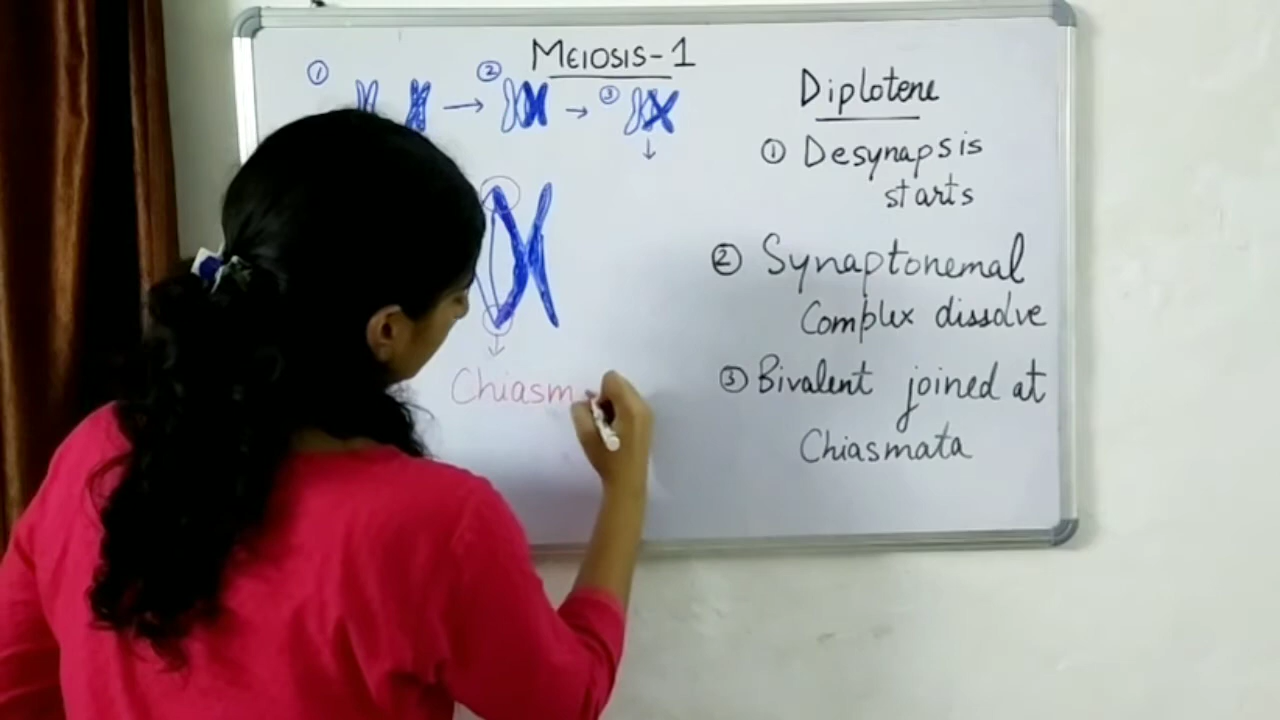 MEIOSIS-1
① ② ③
Diplotene
① Desynapsis
starts
② Synaptonemal
Complex dissolve
③ Bivalent joined at
Chiasmata
Chiasm